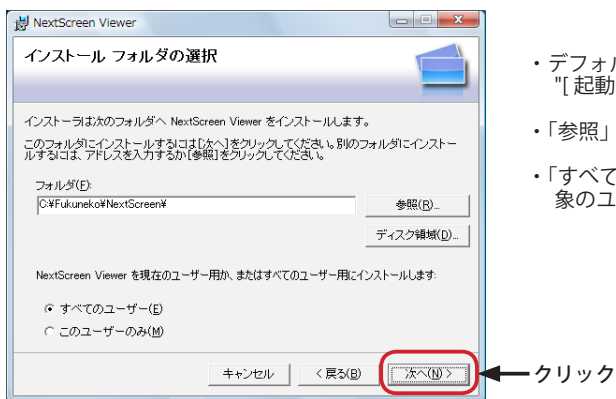 NextScreen Viewer
インストール フォルダの選択
インストーラは次のフォルダへ NextScreen Viewer をインストールします。
このフォルダにインストールするには[次へ]をクリックしてください。別のフォルダにインストー
ルするには、アドレスを入力するか[参照]をクリックしてください。
フォルダ(F):
C:¥Fukuneko¥NextScreen¥
参照(R)...
ディスク領域(D)...
NextScreen Viewer を現在のユーザー用か、またはすべてのユーザー用にインストールします:
すべてのユーザー(E)
このユーザーのみ(M)
キャンセル
< 戻る(B)
次へ(N) >
クリック
・デフォル
"[ 起動
・「参照」
・「すべて
象のユ